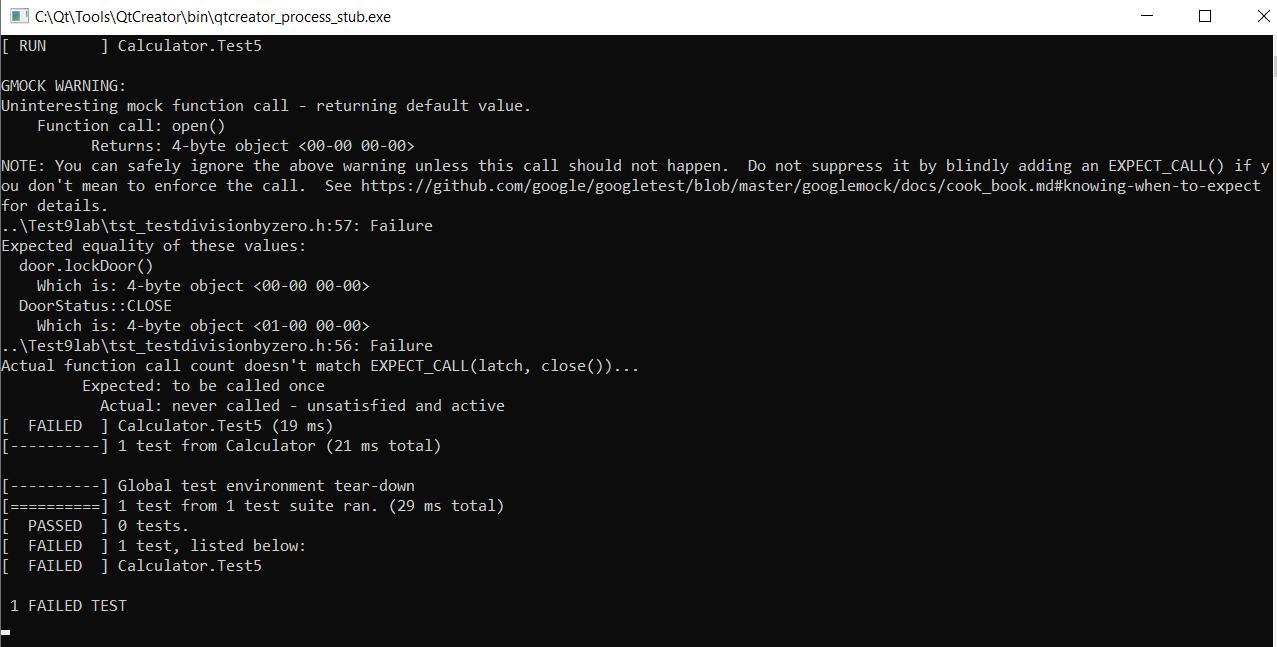 C:\Qt\Tools\QtCreator\bin\qtcreator_process_stub.exe
[ RUN      ] Calculator.Test5
GMOCK WARNING:
Uninteresting mock function call - returning default value.
    Function call: open()
          Returns: 4-byte object <00-00 00-00>
NOTE: You can safely ignore the above warning unless this call should not happen.  Do not suppress it by blindly adding an EXPECT_CALL() if y
ou don't mean to enforce the call.  See https://github.com/google/googletest/blob/master/googlemock/docs/cook_book.md#knowing-when-to-expect
for details.
..\Test9lab\tst_testdivisionbyzero.h:57: Failure
Expected equality of these values:
  door.lockDoor()
    Which is: 4-byte object <00-00 00-00>
  DoorStatus::CLOSE
    Which is: 4-byte object <01-00 00-00>
..\Test9lab\tst_testdivisionbyzero.h:56: Failure
Actual function call count doesn't match EXPECT_CALL(latch, close())...
         Expected: to be called once
           Actual: never called - unsatisfied and active
[  FAILED  ] Calculator.Test5 (19 ms)
[----------] 1 test from Calculator (21 ms total)
[----------] Global test environment tear-down
[==========] 1 test from 1 test suite ran. (29 ms total)
[  PASSED  ] 0 tests.
[  FAILED  ] 1 test, listed below:
[  FAILED  ] Calculator.Test5
 1 FAILED TEST